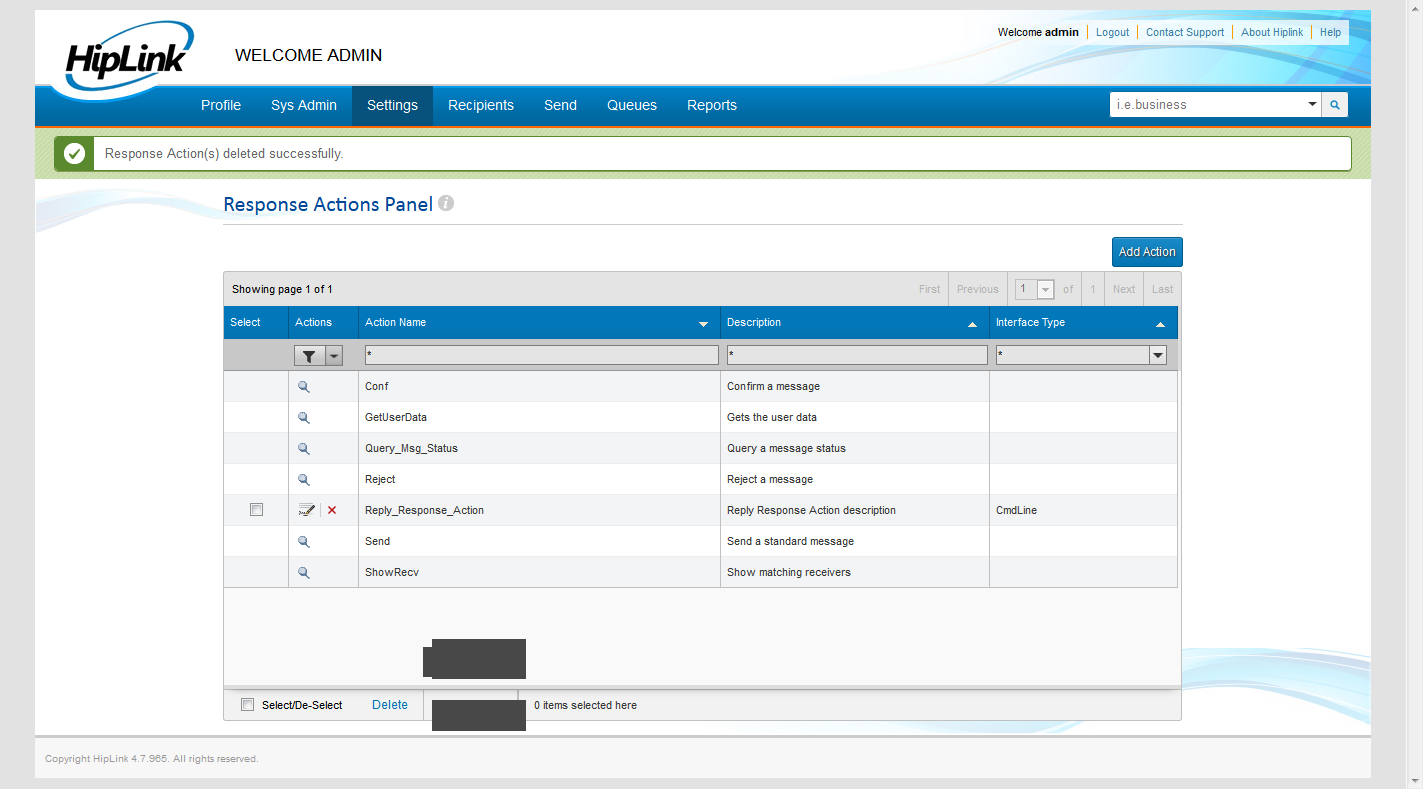 HipLink
WELCOME ADMIN
Welcome admin Logout Contact Support About Hiplink Help
Profile Sys Admin Settings Recipients Send Queues Reports i.e.business
Response Action(s) deleted successfully.
Response Actions Panel i
Add Action
Showing page 1 of 1 First Previous 1 of 1 Next Last
Select Actions Action Name Description Interface Type
* * *
Conf Confirm a message
GetUserData Gets the user data
Query_Msg_Status Query a message status
Reject Reject a message
Reply_Response_Action Reply Response Action description CmdLine
Send Send a standard message
ShowRecv Show matching receivers
Select/De-Select Delete 0 items selected here
Copyright HipLink 4.7.965. All rights reserved.